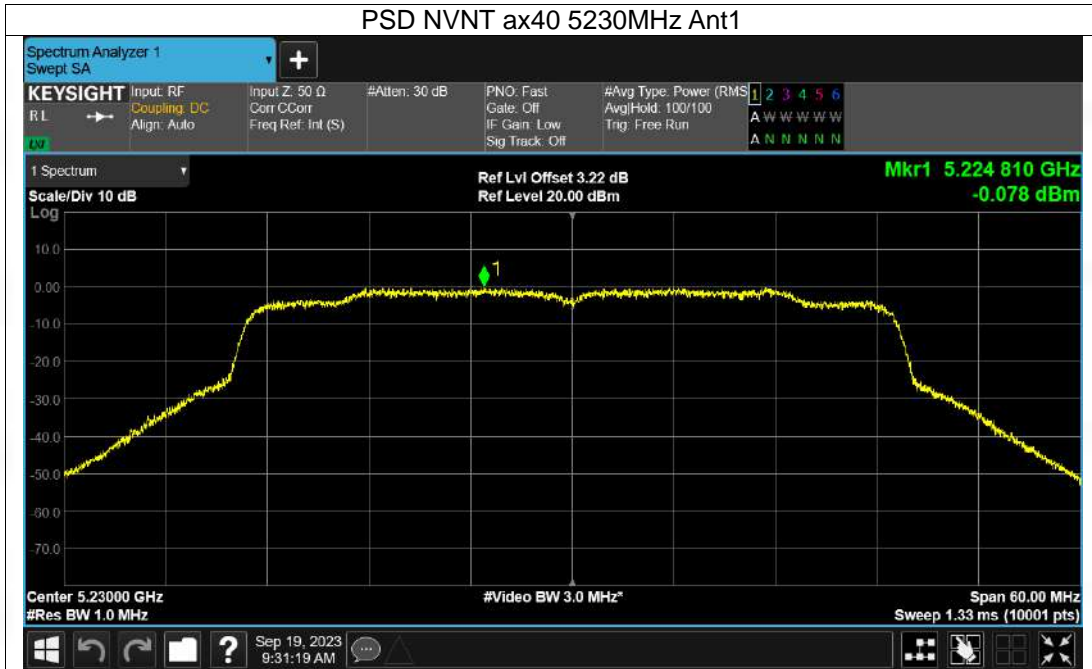 PSD NVNT ax40 5230MHz Ant1
Spectrum Analyzer 1
Swept SA
+
KEYSIGHT Input: RF Input Z: 50 Ω #Atten: 30 dB PNO: Fast #Avg Type: Power (RMS 1 2 3 4 5 6
RL Coupling: DC Corr CCorr Gate: Off Avg|Hold: 100/100 A W W W W W
Align: Auto Freq Ref: Int (S) IF Gain: Low Trig: Free Run
LXI Sig Track: Off A N N N N N
1 Spectrum Ref Lvl Offset 3.22 dB Mkr1 5.224 810 GHz
Scale/Div 10 dB Ref Level 20.00 dBm -0.078 dBm
Log
10.0
1
0.00
-10.0
-20.0
-30.0
-40.0
-50.0
-60.0
-70.0
Center 5.23000 GHz #Video BW 3.0 MHz* Span 60.00 MHz
#Res BW 1.0 MHz Sweep 1.33 ms (10001 pts)
? Sep 19, 2023
9:31:19 AM